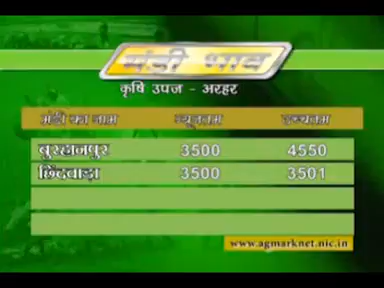 मंडी भाव
कृषि उपज - अरहर
मंडी का नाम न्यूनतम उच्चतम
बुरहानपुर 3500 4550
छिंदवाड़ा 3500 3501
www.agmarknet.nic.in